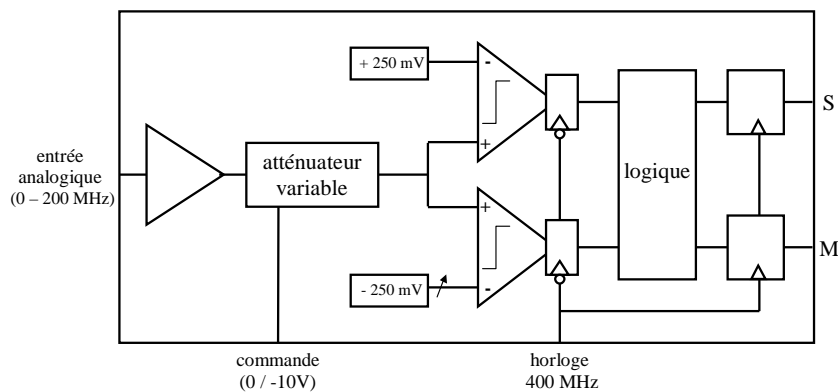 + 250 mV
-
S
entrée
analogique
(0 – 200 MHz)
atténuateur
variable
+
logique
+
M
- 250 mV
-
commande
(0 / -10V)
horloge
400 MHz